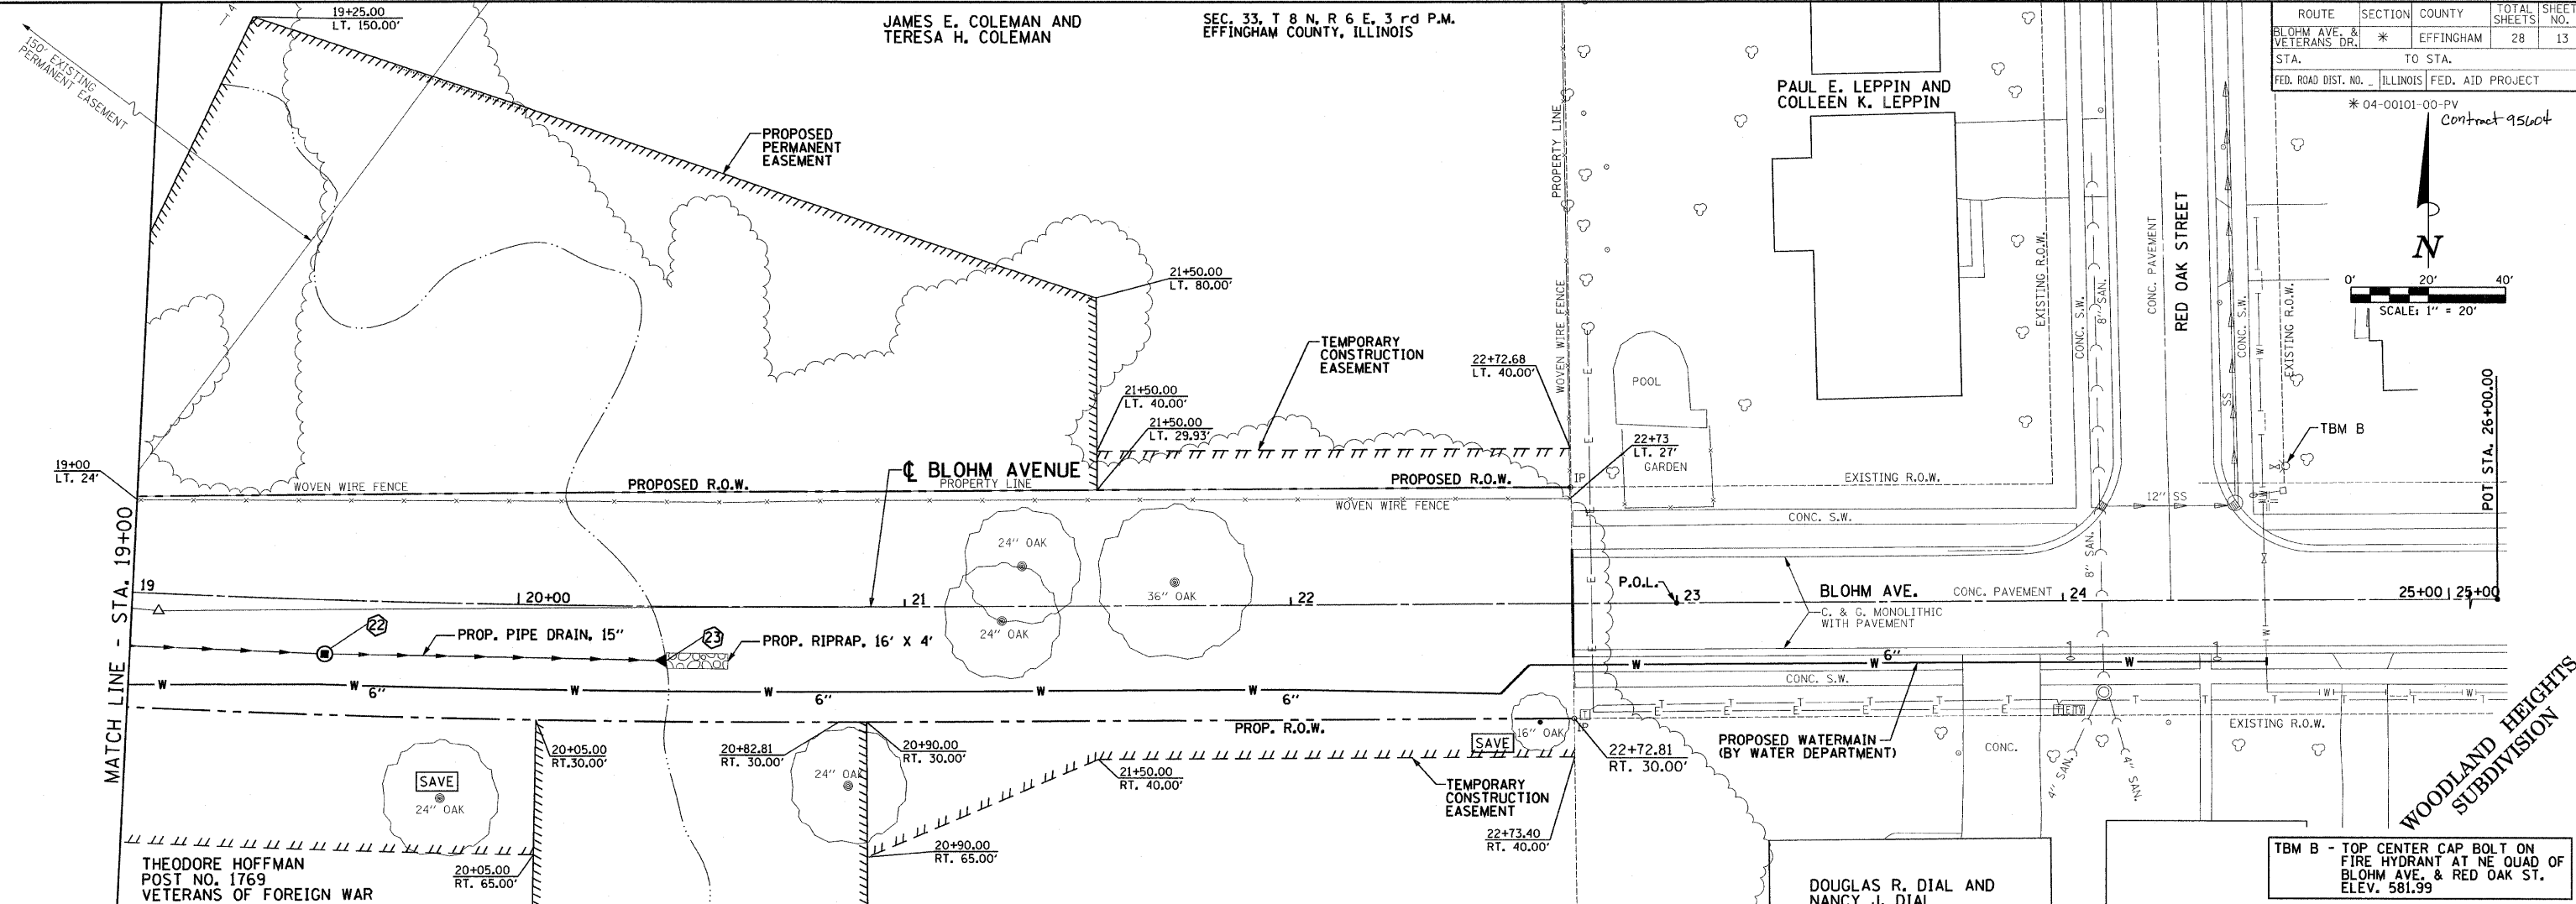 19+25.00
LT. 150.00'
150' EXISTING
PERMANENT EASEMENT
JAMES E. COLEMAN AND
TERESA H. COLEMAN
SEC. 33, T 8 N, R 6 E, 3 rd P.M.
EFFINGHAM COUNTY, ILLINOIS
ROUTE SECTION COUNTY TOTAL SHEETS SHEET NO.
BLOHM AVE. & VETERANS DR. * EFFINGHAM 28 13
STA. TO STA.
FED. ROAD DIST. NO. _ ILLINOIS FED. AID PROJECT
* 04-00101-00-PV
Contract 95604
N
0' 20' 40'
SCALE: 1" = 20'
PAUL E. LEPPIN AND
COLLEEN K. LEPPIN
PROPOSED
PERMANENT
EASEMENT
PROPERTY LINE
WOVEN WIRE FENCE
EXISTING R.O.W.
CONC. S.W.
8" SAN.
CONC. PAVEMENT
RED OAK STREET
CONC. S.W.
SS
W
EXISTING R.O.W.
21+50.00
LT. 80.00'
TEMPORARY
CONSTRUCTION
EASEMENT
22+72.68
LT. 40.00'
21+50.00
LT. 40.00'
21+50.00
LT. 29.93'
POOL
GARDEN
22+73
LT. 27'
TBM B
POT STA. 26+00.00
19+00
LT. 24'
WOVEN WIRE FENCE
PROPOSED R.O.W.
℄ BLOHM AVENUE
PROPERTY LINE
PROPOSED R.O.W.
WOVEN WIRE FENCE
IP
EXISTING R.O.W.
CONC. S.W.
12" SS
8" SAN.
MATCH LINE - STA. 19+00
19
20+00
21
22
24" OAK
24" OAK
36" OAK
E
P.O.L.
23
BLOHM AVE.
CONC. PAVEMENT
24
25+00
25+00
C. & G. MONOLITHIC
WITH PAVEMENT
22
PROP. PIPE DRAIN, 15"
23
PROP. RIPRAP, 16' X 4'
W W 6" W W 6" W W 6" W W 6" W
CONC. S.W.
T T T T T T
E E E E E E
T E TV
PROP. R.O.W.
EXISTING R.O.W.
20+05.00
RT.30.00'
20+82.81
RT. 30.00'
20+90.00
RT. 30.00'
24" OAK
SAVE
16" OAK
IP
22+72.81
RT. 30.00'
PROPOSED WATERMAIN
(BY WATER DEPARTMENT)
CONC.
4" SAN.
4" SAN.
WOODLAND HEIGHTS
SUBDIVISION
SAVE
24" OAK
21+50.00
RT. 40.00'
TEMPORARY
CONSTRUCTION
EASEMENT
22+73.40
RT. 40.00'
20+90.00
RT. 65.00'
20+05.00
RT. 65.00'
THEODORE HOFFMAN
POST NO. 1769
VETERANS OF FOREIGN WAR
DOUGLAS R. DIAL AND
NANCY J. DIAL
TBM B - TOP CENTER CAP BOLT ON
FIRE HYDRANT AT NE QUAD OF
BLOHM AVE. & RED OAK ST.
ELEV. 581.99